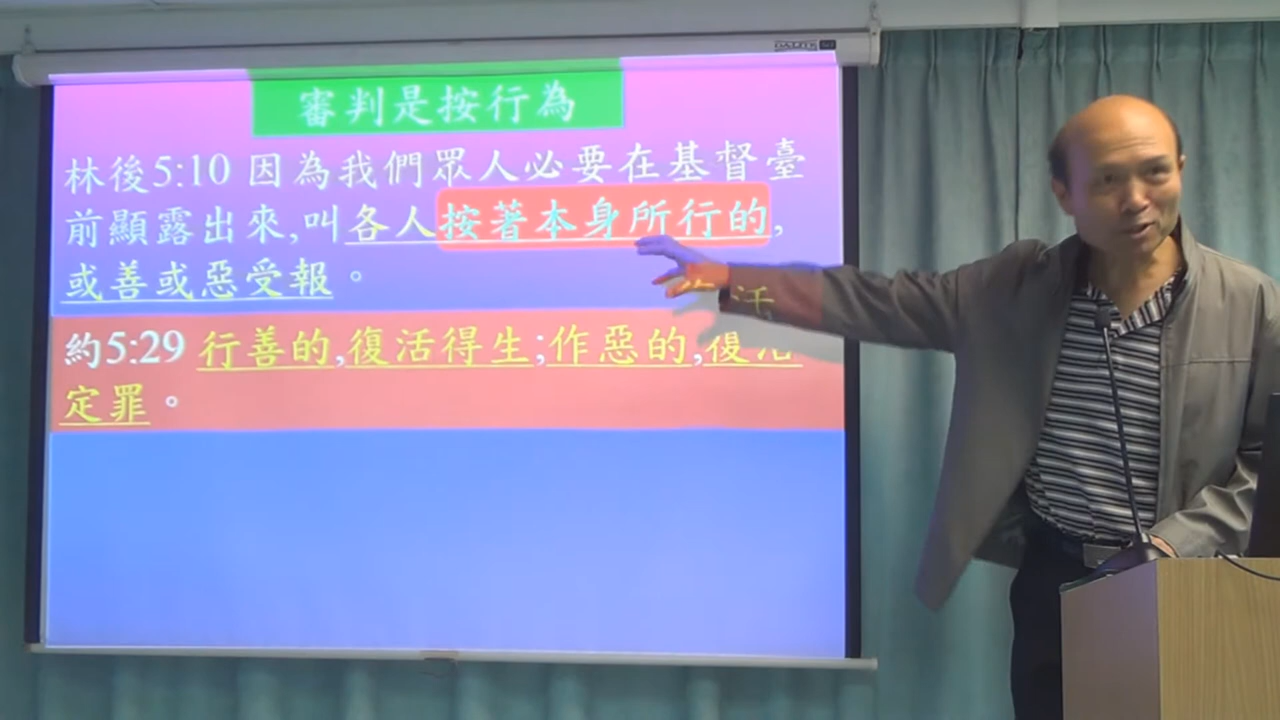 審判是按行為
林後5:10 因為我們眾人必要在基督臺
前顯露出來,叫各人按著本身所行的,
或善或惡受報。
約5:29 行善的,復活得生;作惡的,復活
定罪。